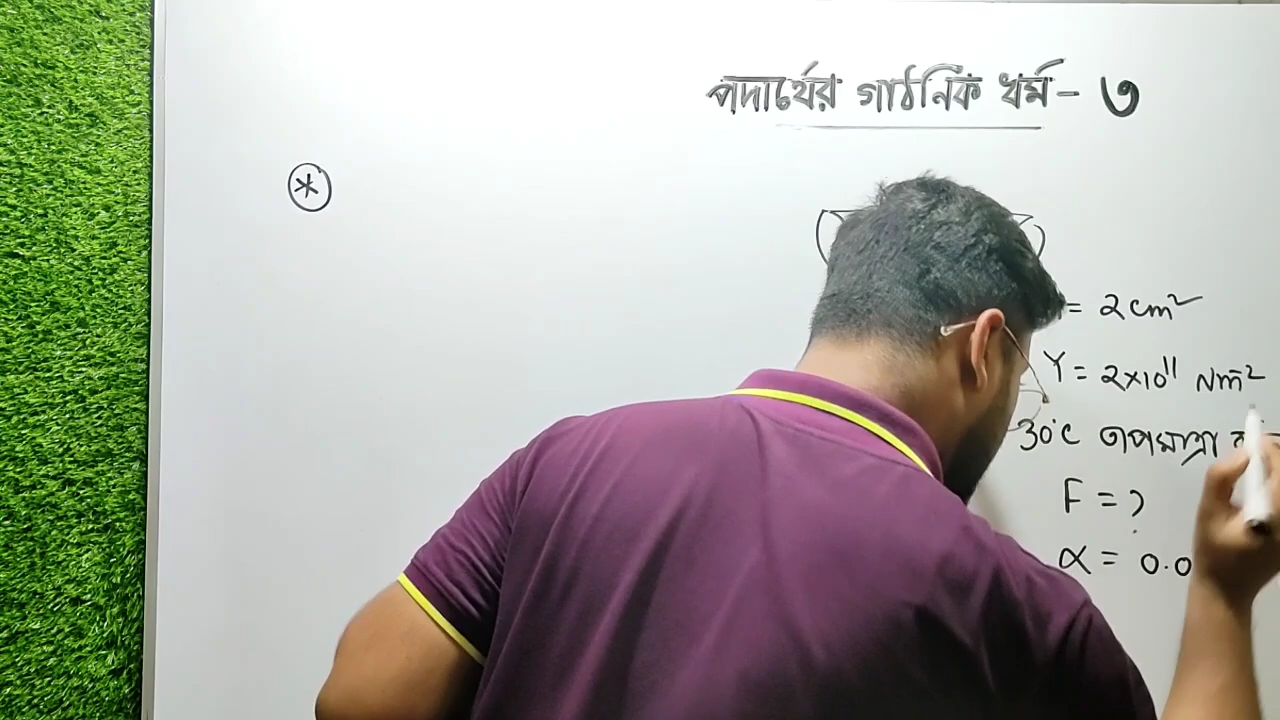 পদার্থের গাঠনিক ধর্ম - ৩
*
= 2 cm²
Y = 2×10¹¹ Nm⁻²
30°C তাপমাত্রা
F = ?
α = 0.0